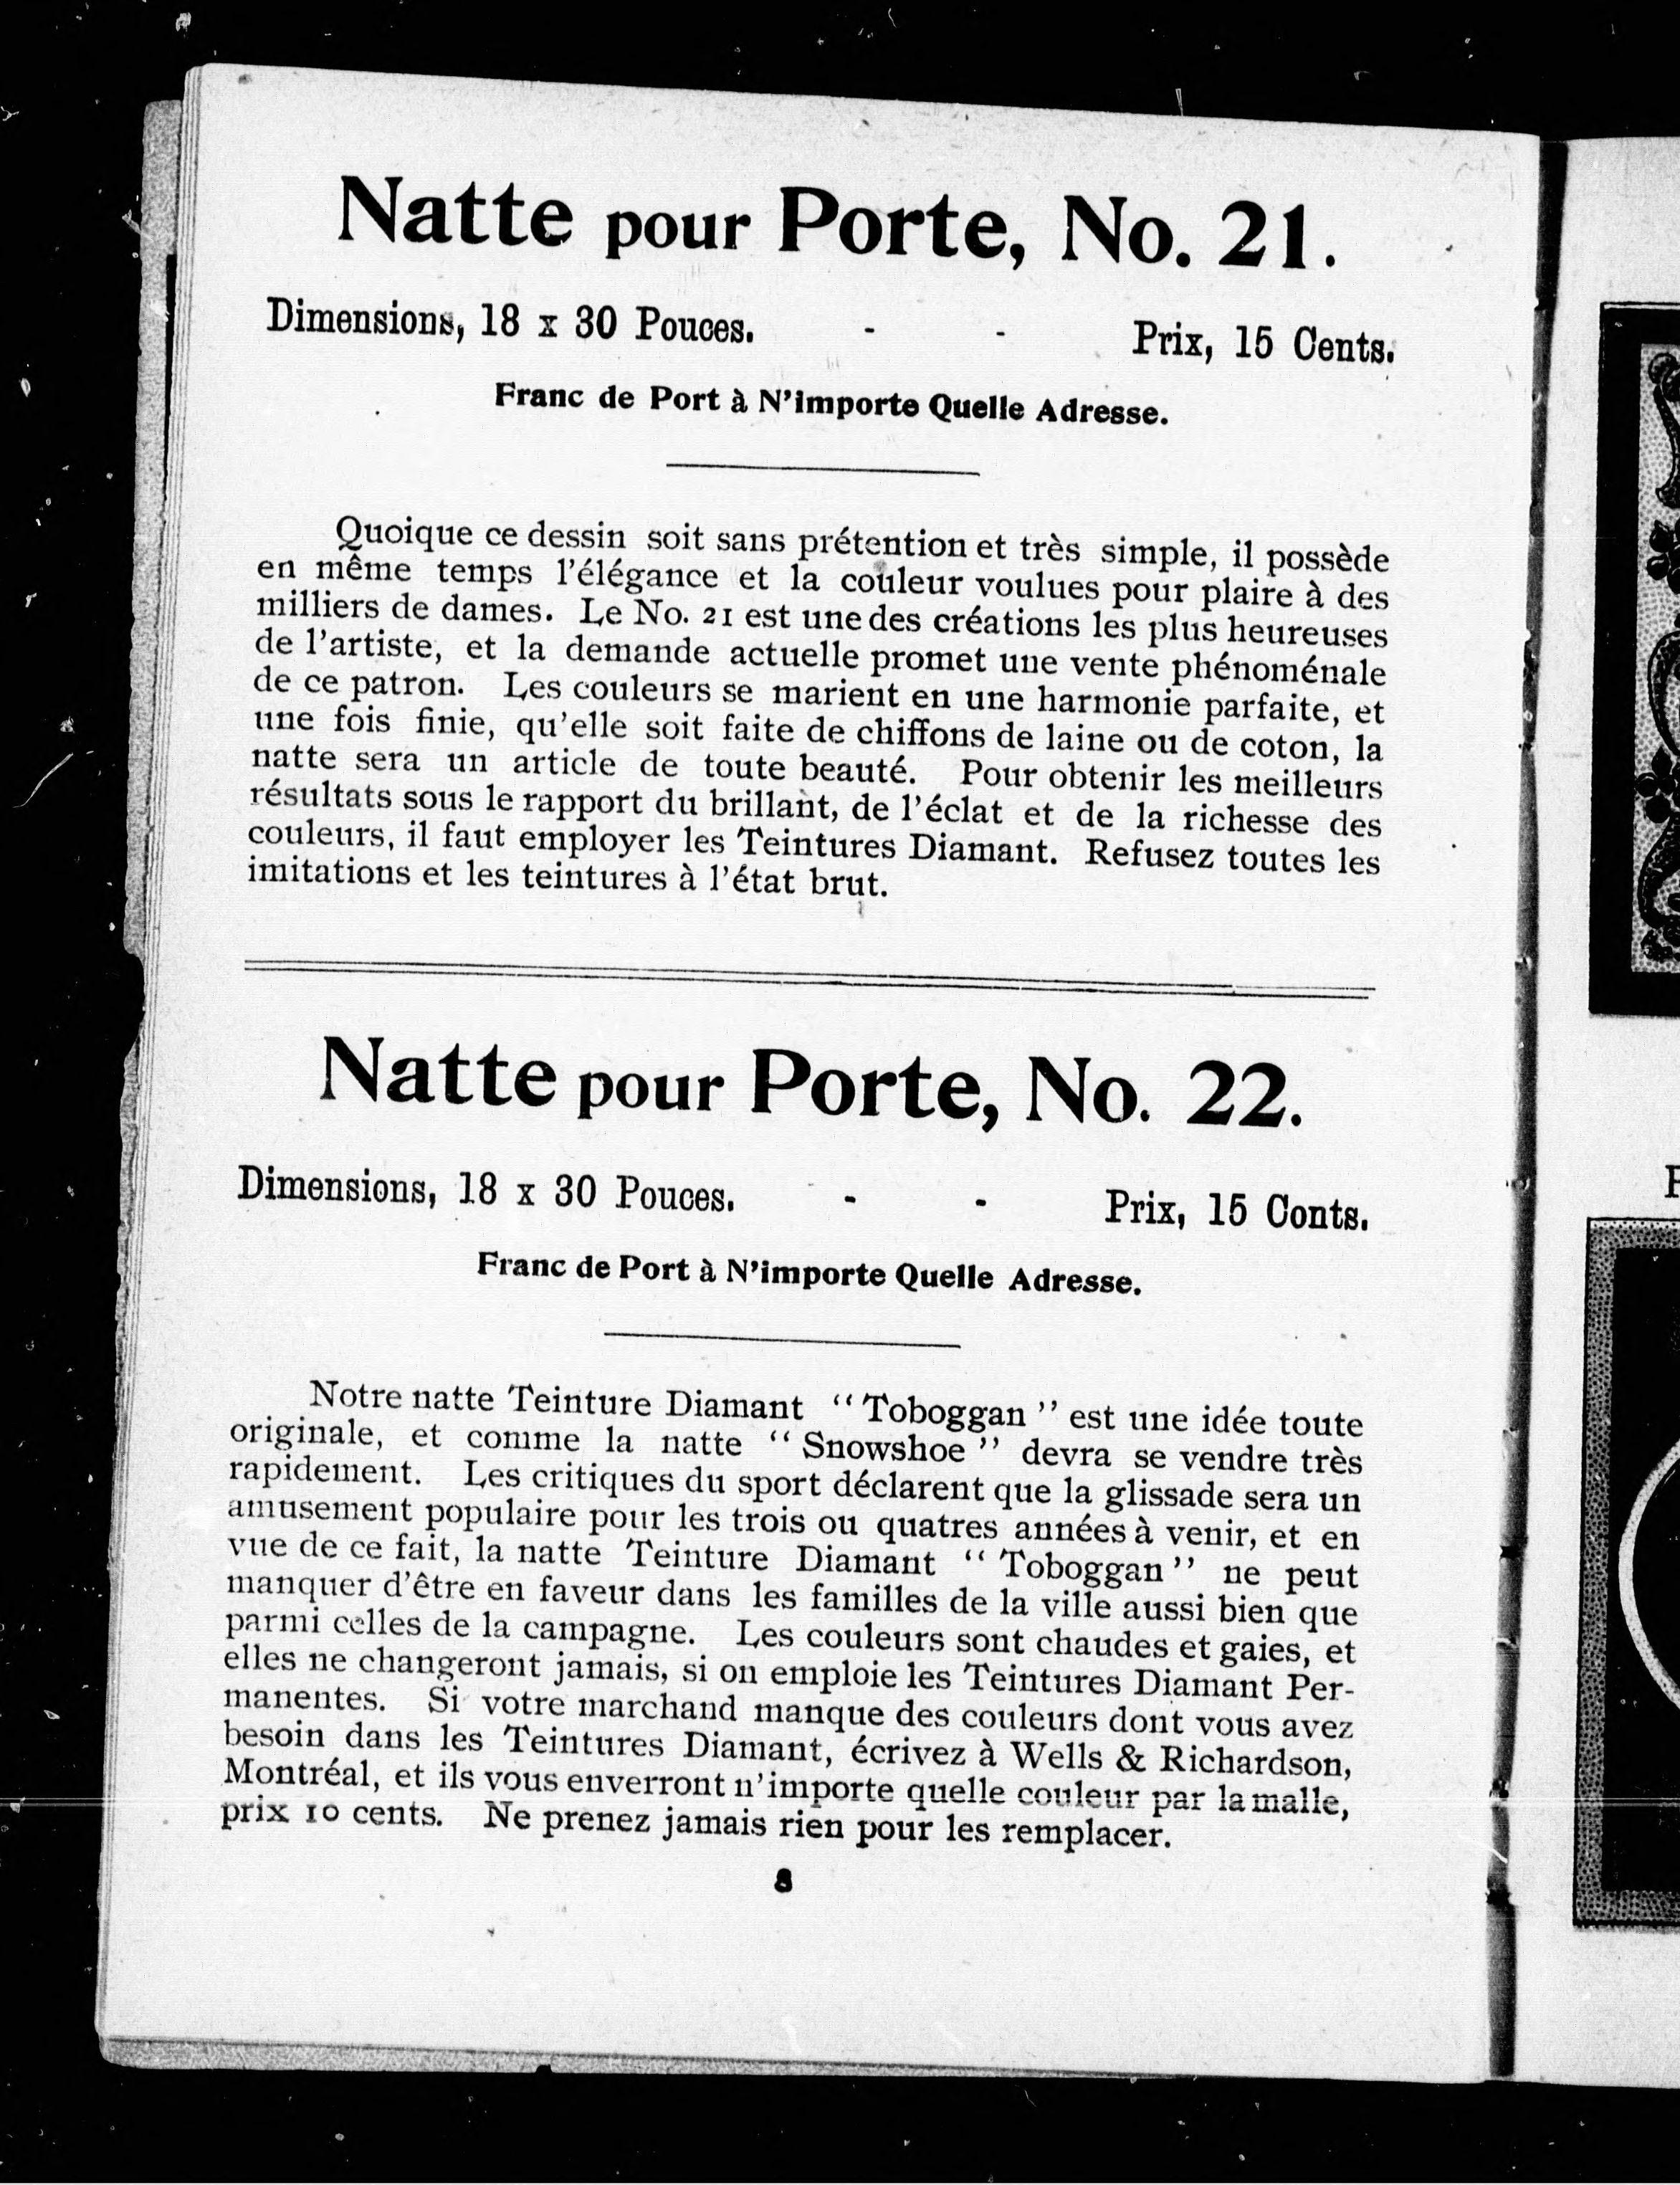 Natte pour Porte, No. 21.
Dimensions, 18 x 30 Pouces. - - Prix, 15 Cents.
Franc de Port à N'importe Quelle Adresse.
Quoique ce dessin soit sans prétention et très simple, il possède
en même temps l'élégance et la couleur voulues pour plaire à des
milliers de dames. Le No. 21 est une des créations les plus heureuses
de l'artiste, et la demande actuelle promet une vente phénoménale
de ce patron. Les couleurs se marient en une harmonie parfaite, et
une fois finie, qu'elle soit faite de chiffons de laine ou de coton, la
natte sera un article de toute beauté. Pour obtenir les meilleurs
résultats sous le rapport du brillant, de l'éclat et de la richesse des
couleurs, il faut employer les Teintures Diamant. Refusez toutes les
imitations et les teintures à l'état brut.
Natte pour Porte, No. 22.
Dimensions, 18 x 30 Pouces. - - Prix, 15 Conts.
Franc de Port à N'importe Quelle Adresse.
Notre natte Teinture Diamant "Toboggan" est une idée toute
originale, et comme la natte "Snowshoe" devra se vendre très
rapidement. Les critiques du sport déclarent que la glissade sera un
amusement populaire pour les trois ou quatres années à venir, et en
vue de ce fait, la natte Teinture Diamant "Toboggan" ne peut
manquer d'être en faveur dans les familles de la ville aussi bien que
parmi celles de la campagne. Les couleurs sont chaudes et gaies, et
elles ne changeront jamais, si on emploie les Teintures Diamant Per-
manentes. Si votre marchand manque des couleurs dont vous avez
besoin dans les Teintures Diamant, écrivez à Wells & Richardson,
Montréal, et ils vous enverront n'importe quelle couleur par la malle,
prix 10 cents. Ne prenez jamais rien pour les remplacer.
8